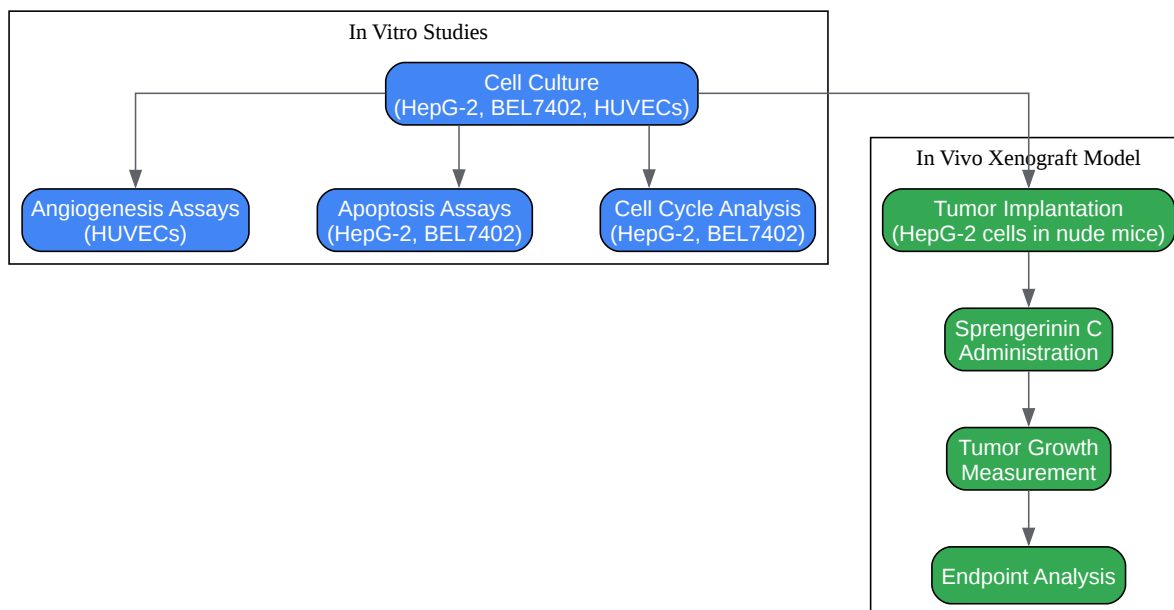 In Vitro Studies
Cell Culture
(HepG-2, BEL7402, HUVECs)
Angiogenesis Assays
(HUVECs)
Apoptosis Assays
(HepG-2, BEL7402)
Cell Cycle Analysis
(HepG-2, BEL7402)
In Vivo Xenograft Model
Tumor Implantation
(HepG-2 cells in nude mice)
Sprengerinin C
Administration
Tumor Growth
Measurement
Endpoint Analysis